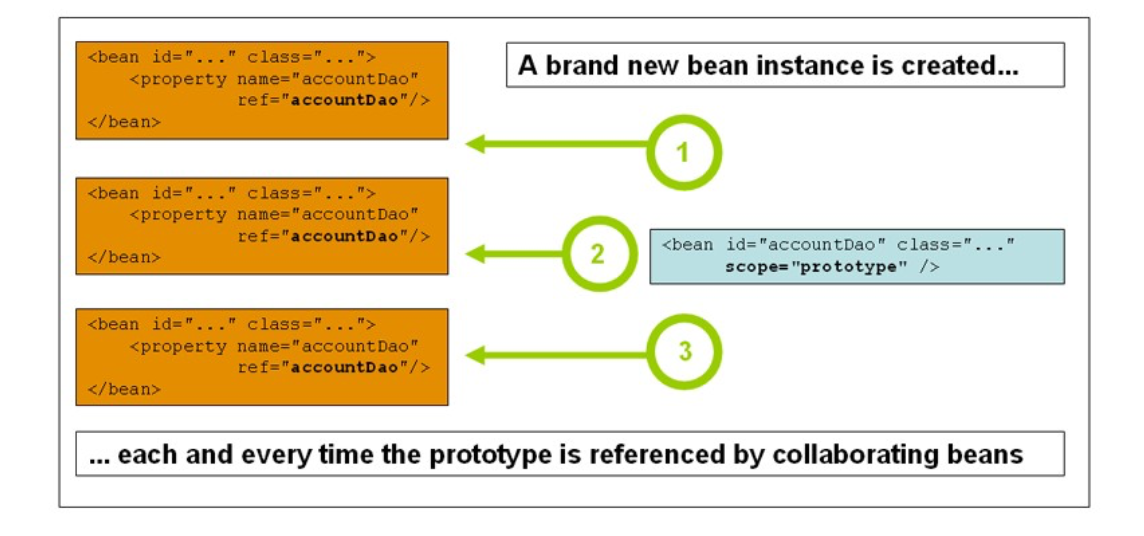 <bean id="..." class="...">
    <property name="accountDao"
              ref="accountDao"/>
</bean>
A brand new bean instance is created...
1
<bean id="..." class="...">
    <property name="accountDao"
              ref="accountDao"/>
</bean>
2
<bean id="accountDao" class="..."
      scope="prototype" />
<bean id="..." class="...">
    <property name="accountDao"
              ref="accountDao"/>
</bean>
3
... each and every time the prototype is referenced by collaborating beans